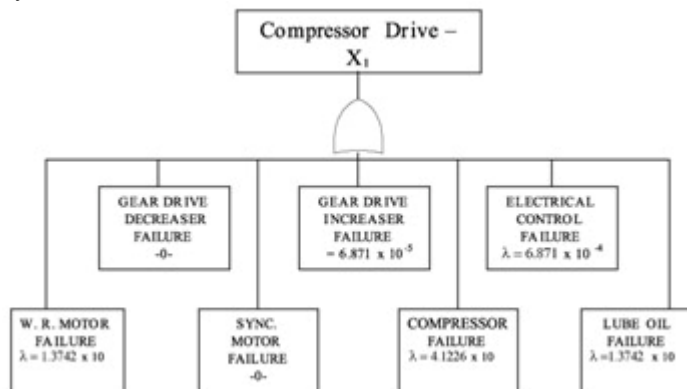 Compressor Drive –
X₁
GEAR DRIVE
DECREASER
FAILURE
-0-
GEAR DRIVE
INCREASER
FAILURE
= 6.871 x 10⁻⁵
ELECTRICAL
CONTROL
FAILURE
λ = 6.871 x 10⁻⁴
W. R. MOTOR
FAILURE
λ = 1.3742 x 10
SYNC.
MOTOR
FAILURE
-0-
COMPRESSOR
FAILURE
λ = 4.1226 x 10
LUBE OIL
FAILURE
λ =1.3742 x 10